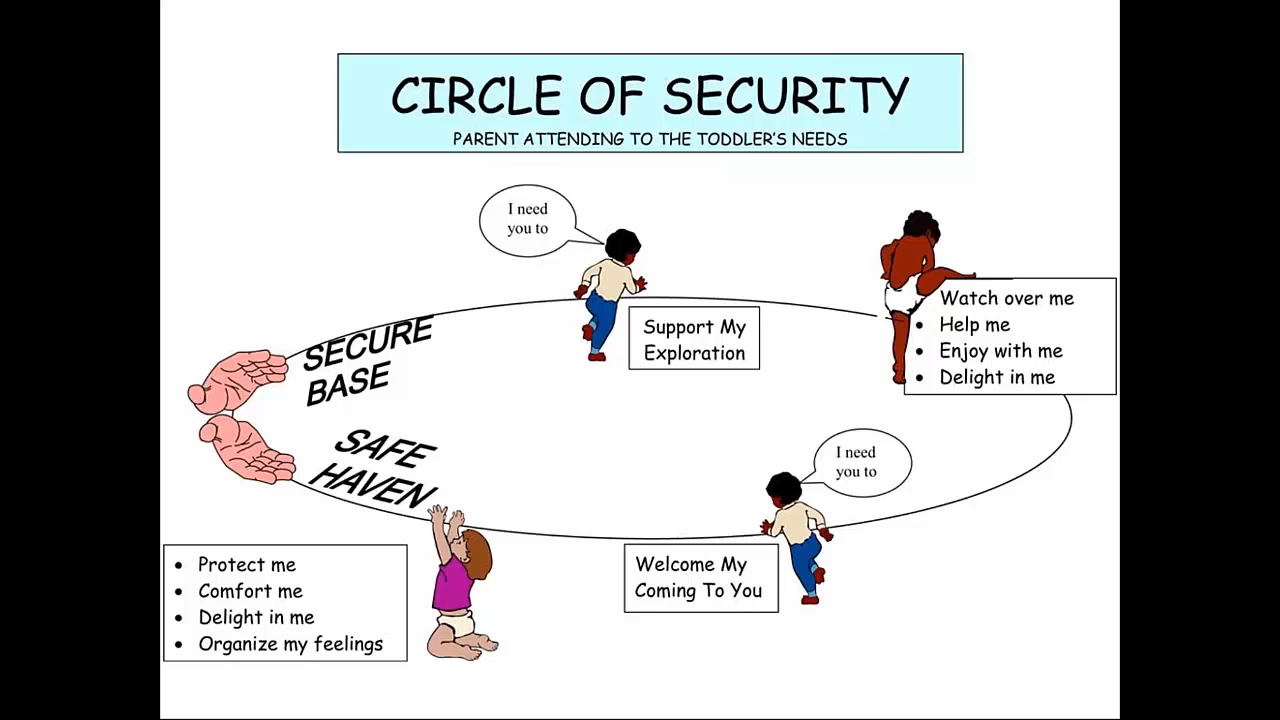 CIRCLE OF SECURITY
PARENT ATTENDING TO THE TODDLER'S NEEDS
I need
you to
Support My
Exploration
Watch over me
• Help me
• Enjoy with me
• Delight in me
SECURE
BASE
SAFE
HAVEN
I need
you to
Welcome My
Coming To You
• Protect me
• Comfort me
• Delight in me
• Organize my feelings